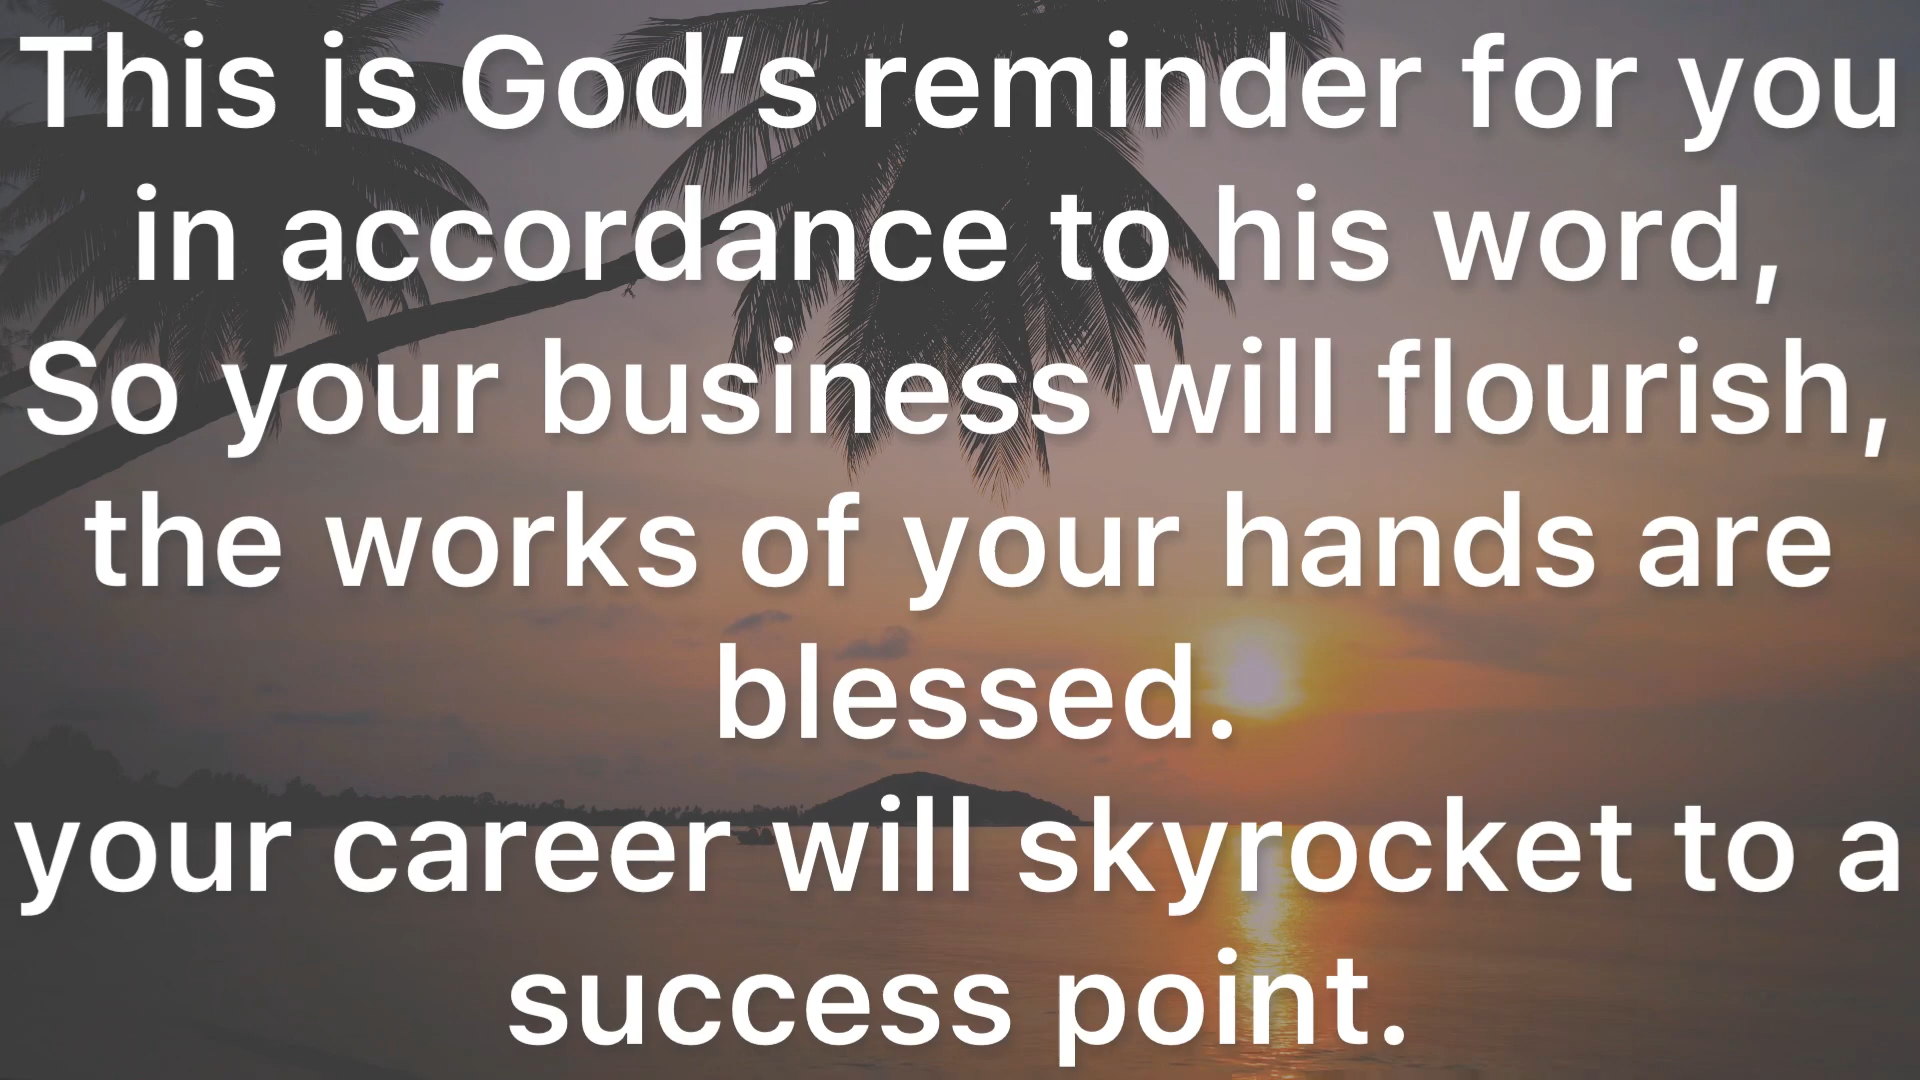 This is God’s reminder for you
in accordance to his word,
So your business will flourish,
the works of your hands are
blessed.
your career will skyrocket to a
success point.